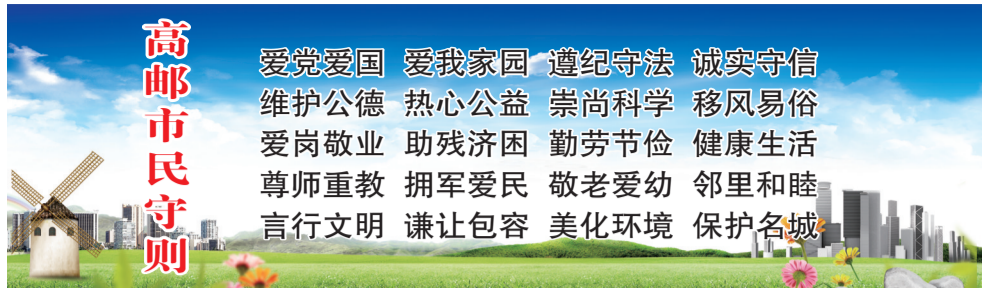 高邮市民守则
爱党爱国 爱我家园 遵纪守法 诚实守信
维护公德 热心公益 崇尚科学 移风易俗
爱岗敬业 助残济困 勤劳节俭 健康生活
尊师重教 拥军爱民 敬老爱幼 邻里和睦
言行文明 谦让包容 美化环境 保护名城